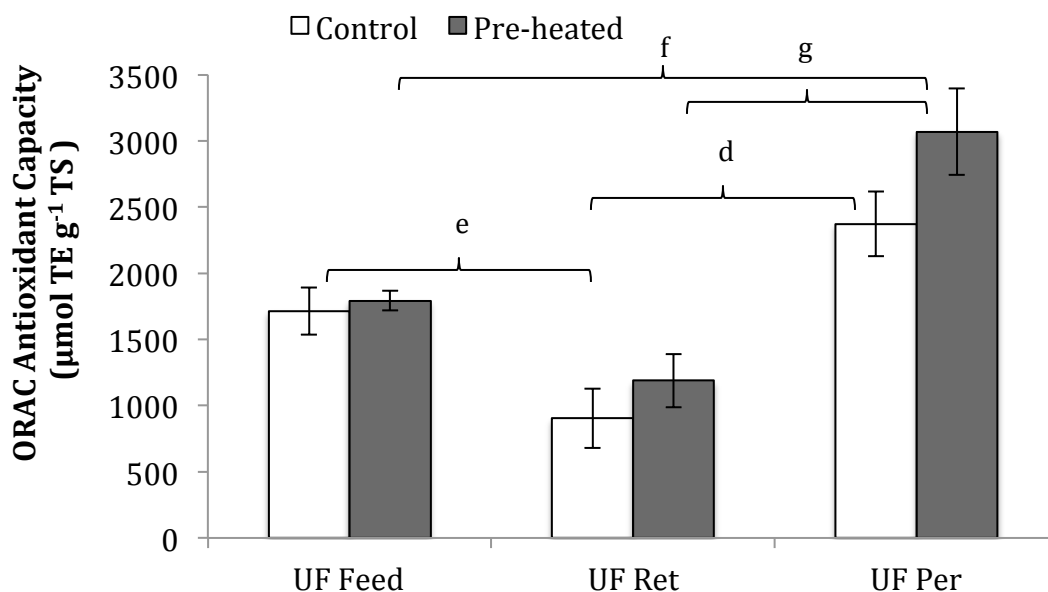 Control Pre-heated
ORAC Antioxidant Capacity
(µmol TE g⁻¹ TS )
f
g
3500
3000
d
2500
e
2000
1500
1000
500
0
UF Feed UF Ret UF Per